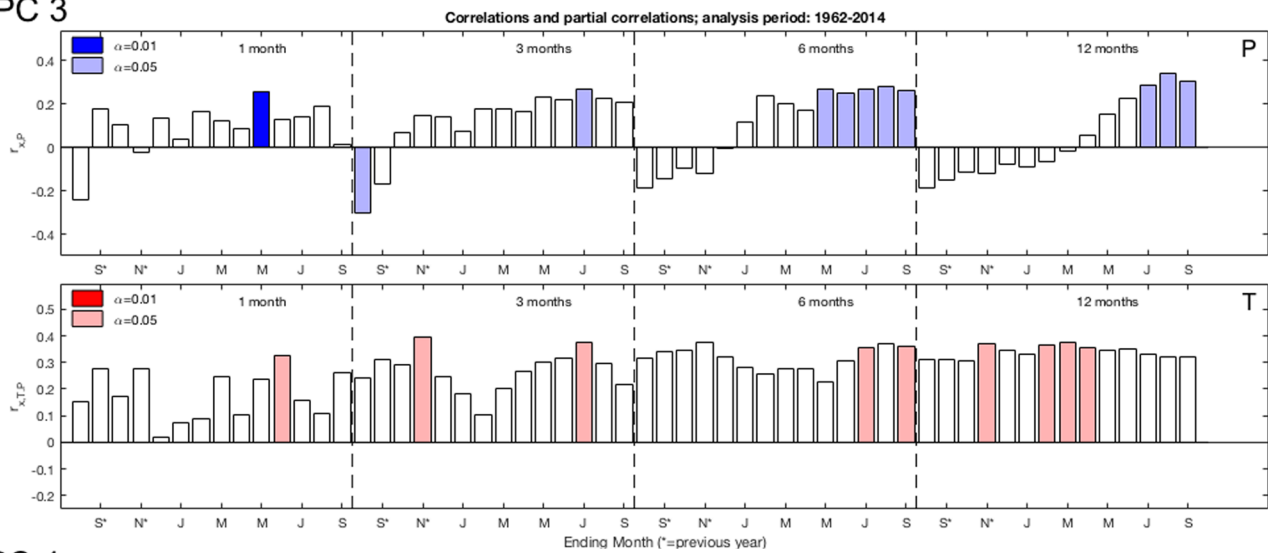 PC 3
Correlations and partial correlations; analysis period: 1962-2014
α=0.01
α=0.05
1 month
3 months
6 months
12 months
P
0.4
0.2
0
-0.2
-0.4
r x,P
S* N* J M M J S S* N* J M M J S S* N* J M M J S S* N* J M M J S
α=0.01
α=0.05
1 month
3 months
6 months
12 months
T
0.5
0.4
0.3
0.2
0.1
0
-0.1
-0.2
r x,T.P
S* N* J M M J S S* N* J M M J S S* N* J M M J S S* N* J M M J S
Ending Month (*=previous year)